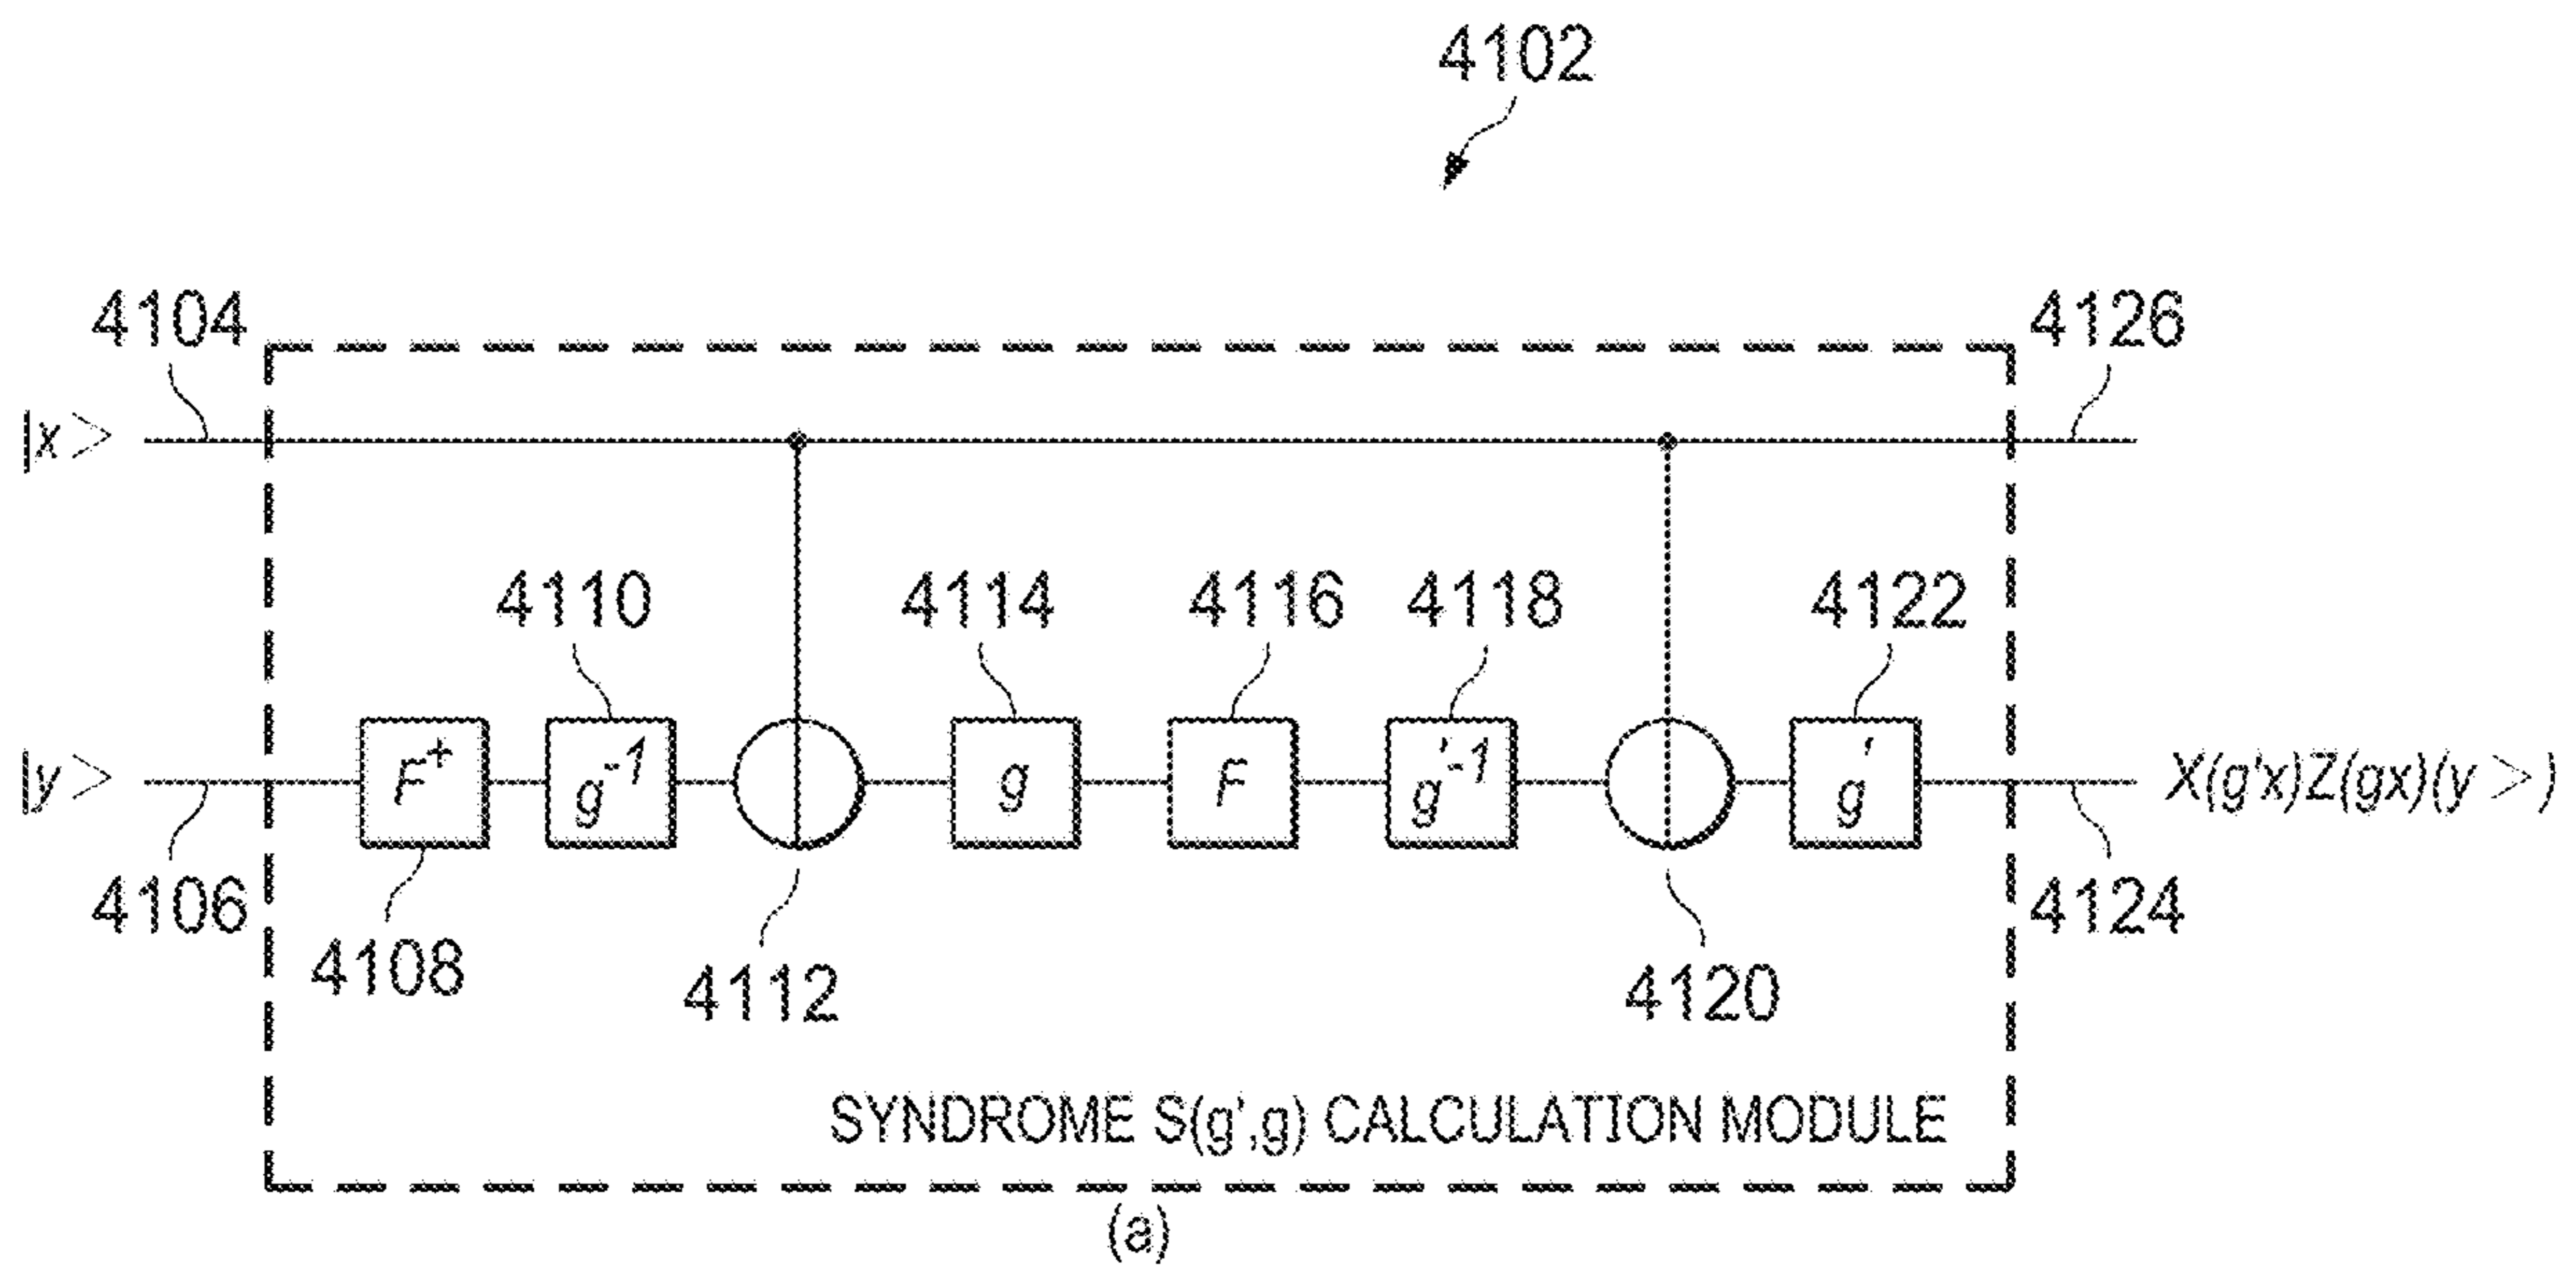 4102
4104
4126
|x>
4110
4114
4116
4118
4122
|y>
F+
g-1
g
F
g'-1
g'
X(g'x)Z(gx)(y>)
4106
4108
4112
4120
4124
SYNDROME S(g',g) CALCULATION MODULE
(a)